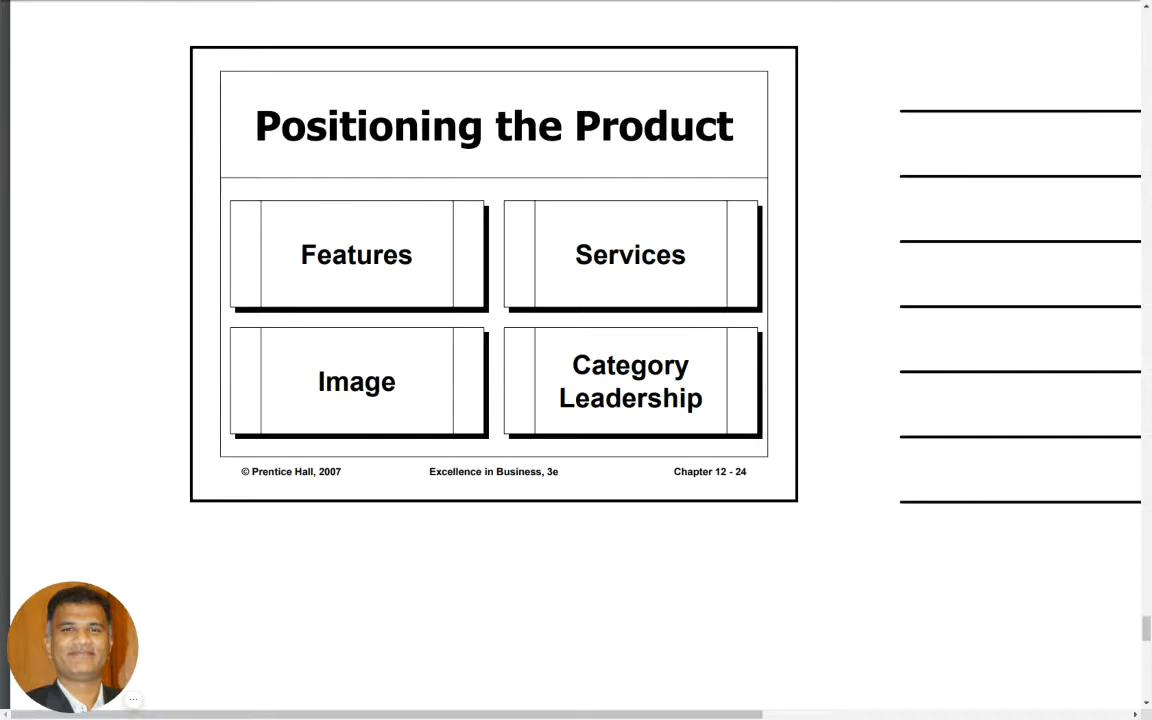 Positioning the Product
Features
Services
Image
Category
Leadership
© Prentice Hall, 2007
Excellence in Business, 3e
Chapter 12 - 24